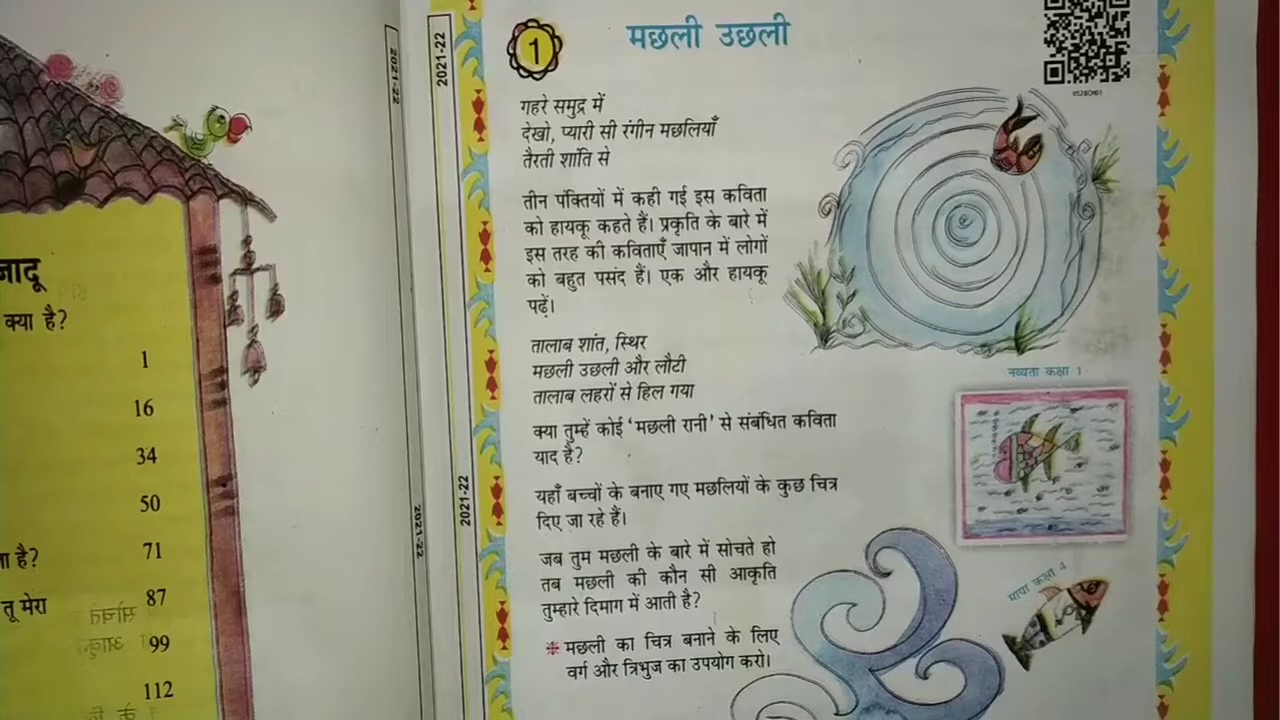 जादू
क्या है?
1
16
34
50
71
87
तू मेरा
99
112
2021-22
2021-22
2021-22
2021-22
1
मछली उछली
गहरे समुद्र में
देखो, प्यारी सी रंगीन मछलियाँ
तैरती शांति से
तीन पंक्तियों में कही गई इस कविता
को हायकू कहते हैं। प्रकृति के बारे में
इस तरह की कविताएँ जापान में लोगों
को बहुत पसंद हैं। एक और हायकू
पढ़ें।
तालाब शांत, स्थिर
मछली उछली और लौटी
तालाब लहरों से हिल गया
क्या तुम्हें कोई ‘मछली रानी’ से संबंधित कविता
याद है?
यहाँ बच्चों के बनाए गए मछलियों के कुछ चित्र
दिए जा रहे हैं।
जब तुम मछली के बारे में सोचते हो
तब मछली की कौन सी आकृति
तुम्हारे दिमाग में आती है?
मछली का चित्र बनाने के लिए
वर्ग और त्रिभुज का उपयोग करो।
नव्यता कक्षा 1
माया कक्षा 4